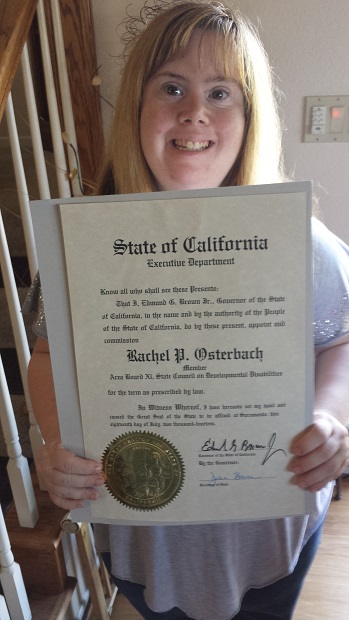 State of California
Executive Department
Know all who shall see these Presents:
That I, Edmund G. Brown Jr., Governor of the State
of California, in the name and by the authority of the People
of the State of California, do by these present, appoint and
commission
Rachel P. Osterbach
Member
Area Board XI, State Council on Developmental Disabilities
for the term as prescribed by law.
In Witness Whereof, I have hereunto set my hand and
caused the Great Seal of the State to be affixed at Sacramento this
eighteenth day of July, two thousand-fourteen.
Edmund G. Brown Jr.
Governor of the State of California
By the Governor:
Secretary of State